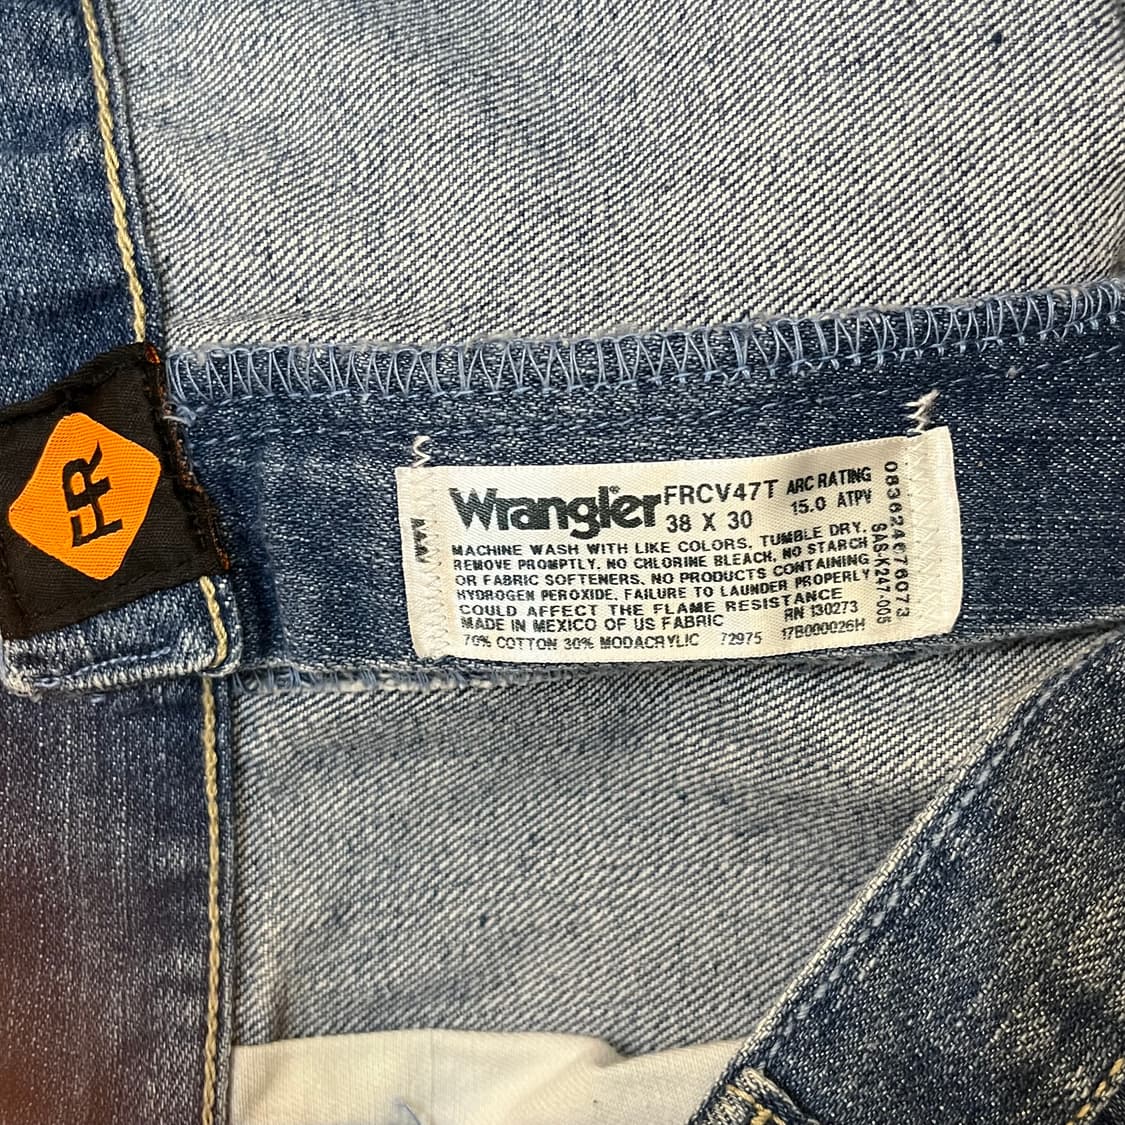 FR
Wrangler® FRCV47T ARC RATING
38 X 30 15.0 ATPV
MACHINE WASH WITH LIKE COLORS. TUMBLE DRY.
REMOVE PROMPTLY. NO CHLORINE BLEACH. NO STARCH
OR FABRIC SOFTENERS. NO PRODUCTS CONTAINING
HYDROGEN PEROXIDE. FAILURE TO LAUNDER PROPERLY
COULD AFFECT THE FLAME RESISTANCE
MADE IN MEXICO OF US FABRIC RN 130273
70% COTTON 30% MODACRYLIC 72975 17B000026H
083624676073
SAS-K247-005